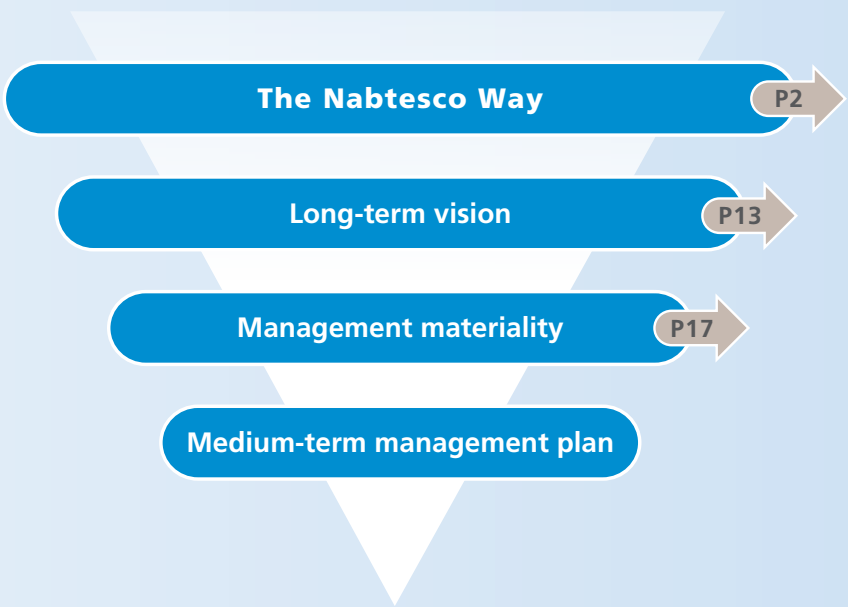 The Nabtesco Way
P2
Long-term vision
P13
Management materiality
P17
Medium-term management plan